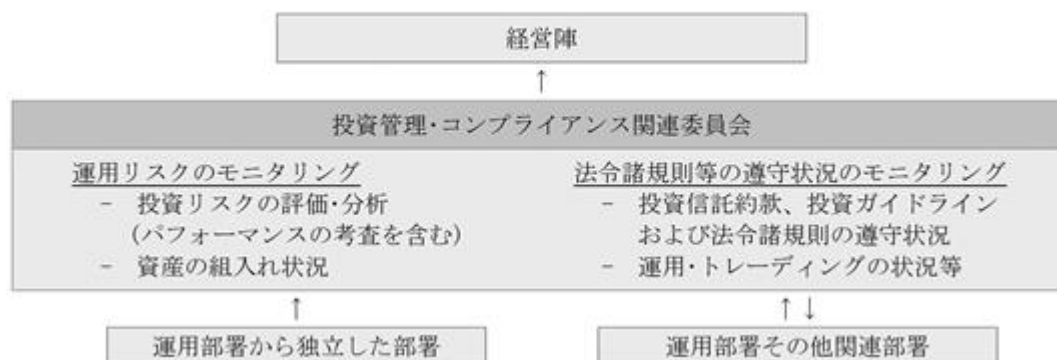 経営陣
↑
投資管理･コンプライアンス関連委員会
運用リスクのモニタリング
− 投資リスクの評価･分析
(パフォーマンスの考査を含む)
− 資産の組入れ状況
法令諸規則等の遵守状況のモニタリング
− 投資信託約款、投資ガイドライン
および法令諸規則の遵守状況
− 運用･トレーディングの状況等
↑
↑↓
運用部署から独立した部署
運用部署その他関連部署